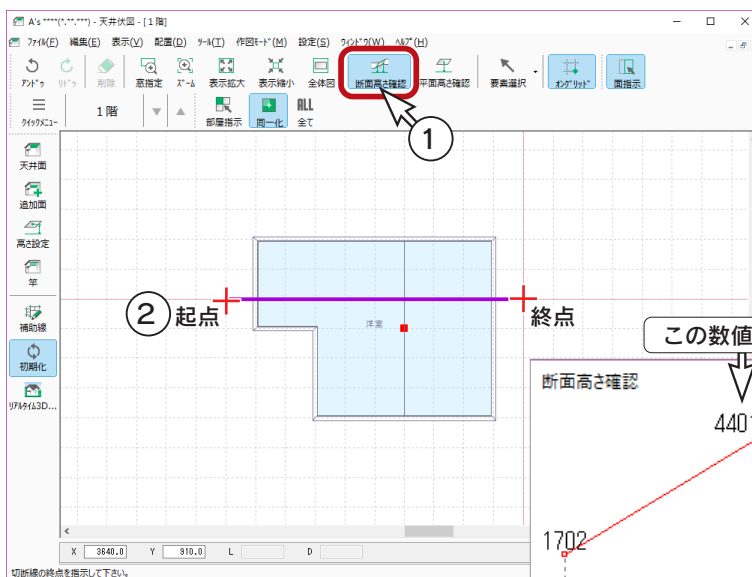 A's ****(*.**.***) - 天井伏図 - [1 階]
ﾌｧｲﾙ(F) 編集(E) 表示(V) 配置(D) ﾂｰﾙ(T) 作図ﾓｰﾄﾞ(M) 設定(S) ｳｨﾝﾄﾞｳ(W) ﾍﾙﾌﾟ(H)
ｱﾝﾄﾞｩ ﾘﾄﾞｩ 削除 窓指定 ｽﾞｰﾑ 表示拡大 表示縮小 全体図 断面高さ確認 平面高さ確認 要素選択 ｵﾝｸﾞﾘｯﾄﾞ 面指示
ALL
ｸｲｯｸﾒﾆｭｰ 1 階 部屋指示 同一化 全て
①
天井面
追加面
高さ設定
竿
補助線
初期化
ﾘｱﾙﾀｲﾑ3D...
② 起点
終点
洋室
この数値
断面高さ確認
4401
1702
X 3640.0 Y 910.0 L D
切断線の終点を指示して下さい。